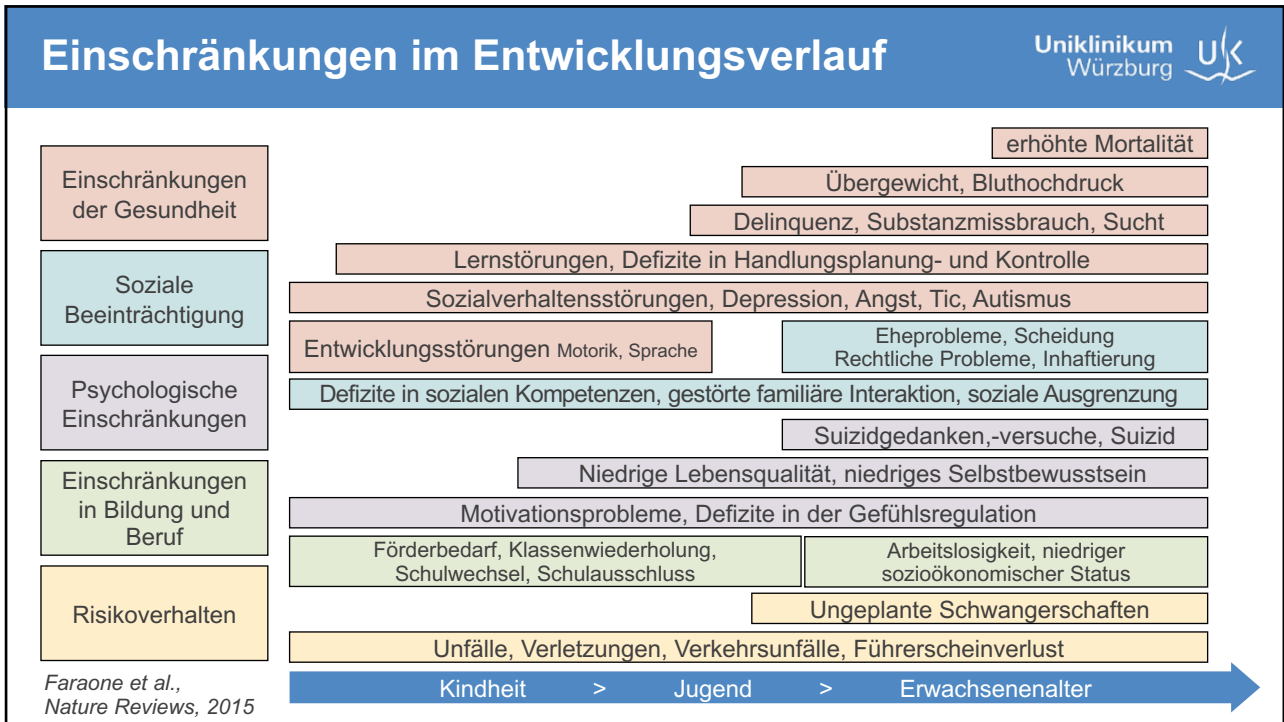 Einschränkungen im Entwicklungsverlauf
Uniklinikum
Würzburg
UK
Einschränkungen
der Gesundheit
Soziale
Beeinträchtigung
Psychologische
Einschränkungen
Einschränkungen
in Bildung und
Beruf
Risikoverhalten
erhöhte Mortalität
Übergewicht, Bluthochdruck
Delinquenz, Substanzmissbrauch, Sucht
Lernstörungen, Defizite in Handlungsplanung- und Kontrolle
Sozialverhaltensstörungen, Depression, Angst, Tic, Autismus
Entwicklungsstörungen Motorik, Sprache
Eheprobleme, Scheidung
Rechtliche Probleme, Inhaftierung
Defizite in sozialen Kompetenzen, gestörte familiäre Interaktion, soziale Ausgrenzung
Suizidgedanken,-versuche, Suizid
Niedrige Lebensqualität, niedriges Selbstbewusstsein
Motivationsprobleme, Defizite in der Gefühlsregulation
Förderbedarf, Klassenwiederholung,
Schulwechsel, Schulausschluss
Arbeitslosigkeit, niedriger
sozioökonomischer Status
Ungeplante Schwangerschaften
Unfälle, Verletzungen, Verkehrsunfälle, Führerscheinverlust
Kindheit > Jugend > Erwachsenenalter
Faraone et al.,
Nature Reviews, 2015